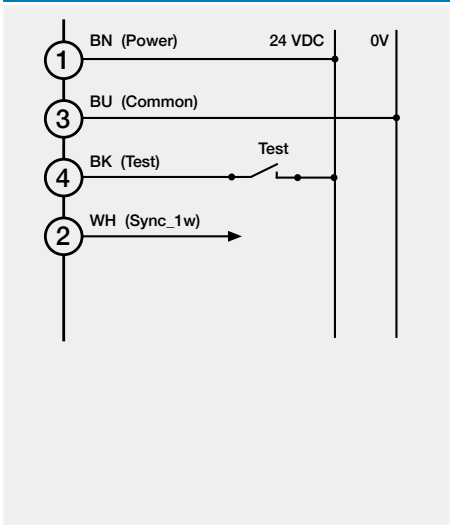 BN (Power) 24 VDC 0V
1
BU (Common)
3
Test
BK (Test)
4
WH (Sync_1w)
2